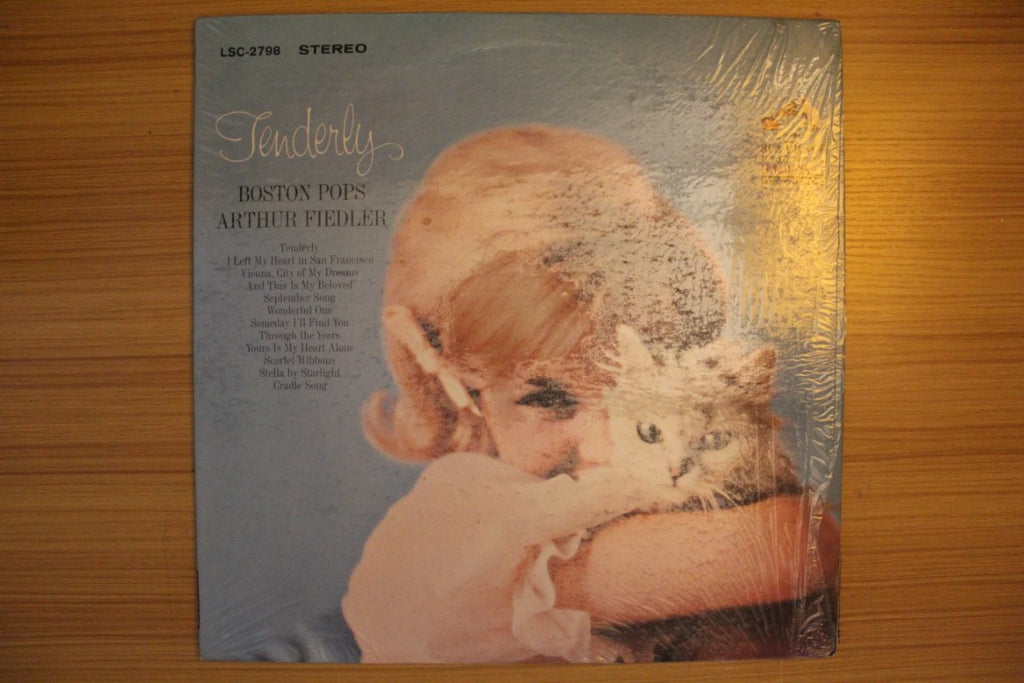 LSC-2798 STEREO
Tenderly
BOSTON POPS
ARTHUR FIEDLER
Tenderly
I Left My Heart in San Francisco
Vienna, City of My Dreams
And This Is My Beloved
September Song
Wonderful One
Someday I'll Find You
Through the Years
Yours Is My Heart Alone
Scarlet Ribbons
Stella by Starlight
Cradle Song